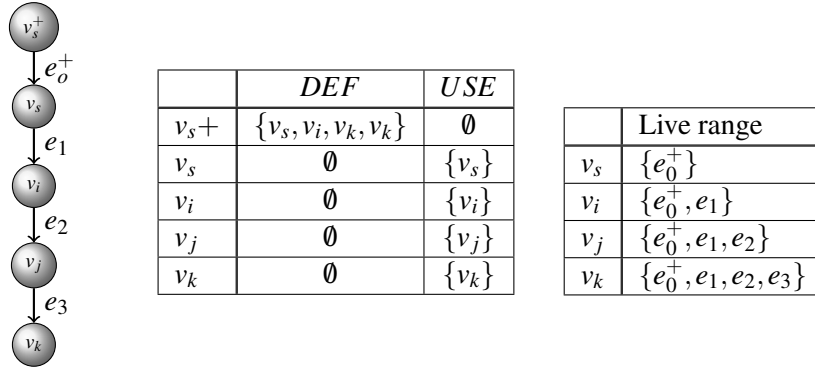 v_s^+
e_o^+
v_s
e_1
v_i
e_2
v_j
e_3
v_k
DEF USE
v_s+ {v_s, v_i, v_k, v_k} ∅
v_s ∅ {v_s}
v_i ∅ {v_i}
v_j ∅ {v_j}
v_k ∅ {v_k}
Live range
v_s {e_0^+}
v_i {e_0^+, e_1}
v_j {e_0^+, e_1, e_2}
v_k {e_0^+, e_1, e_2, e_3}